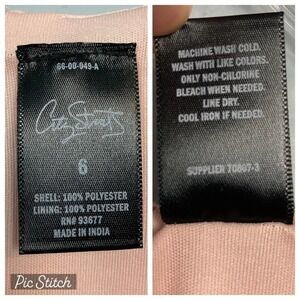 66-00-049-A
City Streets
6
SHELL: 100% POLYESTER
LINING: 100% POLYESTER
RN# 93677
MADE IN INDIA
MACHINE WASH COLD.
WASH WITH LIKE COLORS.
ONLY NON-CHLORINE
BLEACH WHEN NEEDED.
LINE DRY.
COOL IRON IF NEEDED.
SUPPLIER 70807-3
Pic Stitch